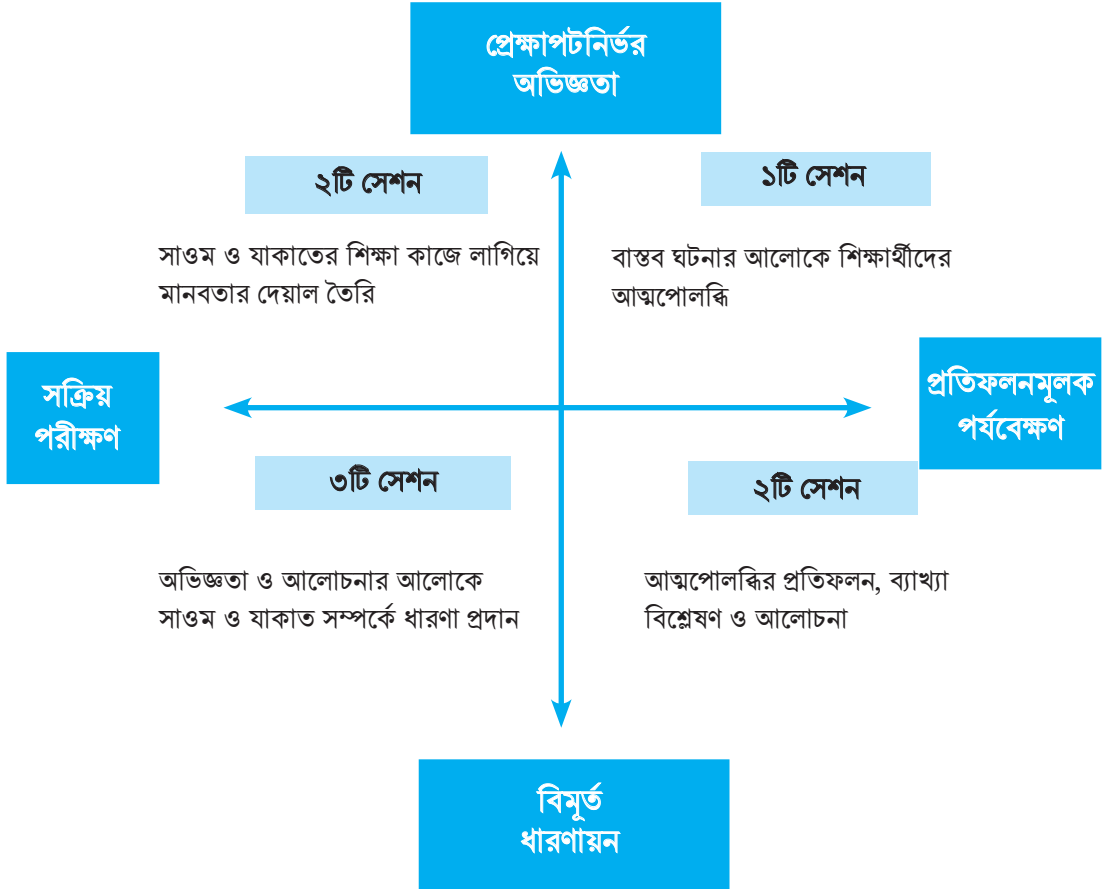 প্রেক্ষাপটনির্ভর
অভিজ্ঞতা
২টি সেশন
১টি সেশন
সাওম ও যাকাতের শিক্ষা কাজে লাগিয়ে
মানবতার দেয়াল তৈরি
বাস্তব ঘটনার আলোকে শিক্ষার্থীদের
আত্মপোলব্ধি
সক্রিয়
পরীক্ষণ
প্রতিফলনমূলক
পর্যবেক্ষণ
৩টি সেশন
২টি সেশন
অভিজ্ঞতা ও আলোচনার আলোকে
সাওম ও যাকাত সম্পর্কে ধারণা প্রদান
আত্মপোলব্ধির প্রতিফলন, ব্যাখ্যা
বিশ্লেষণ ও আলোচনা
বিমূর্ত
ধারণায়ন